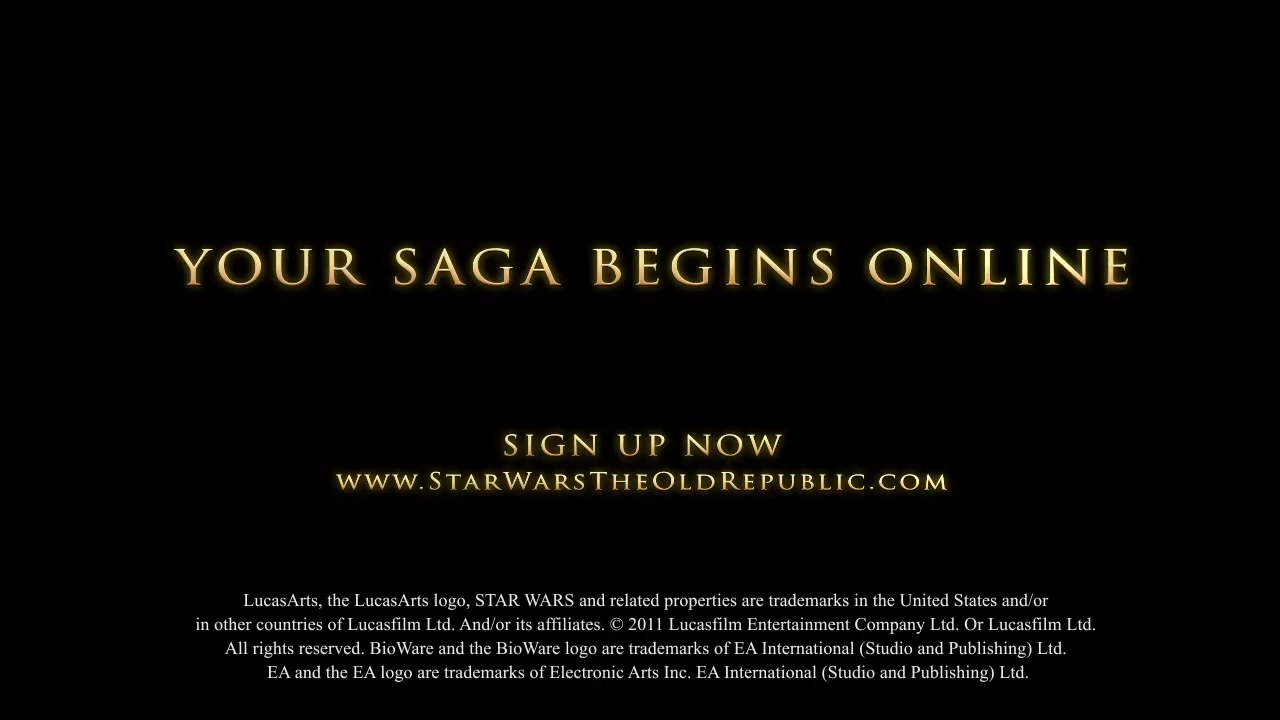 YOUR SAGA BEGINS ONLINE
SIGN UP NOW
WWW.STARWARSTHEOLDREPUBLIC.COM
LucasArts, the LucasArts logo, STAR WARS and related properties are trademarks in the United States and/or
in other countries of Lucasfilm Ltd. And/or its affiliates. © 2011 Lucasfilm Entertainment Company Ltd. Or Lucasfilm Ltd.
All rights reserved. BioWare and the BioWare logo are trademarks of EA International (Studio and Publishing) Ltd.
EA and the EA logo are trademarks of Electronic Arts Inc. EA International (Studio and Publishing) Ltd.